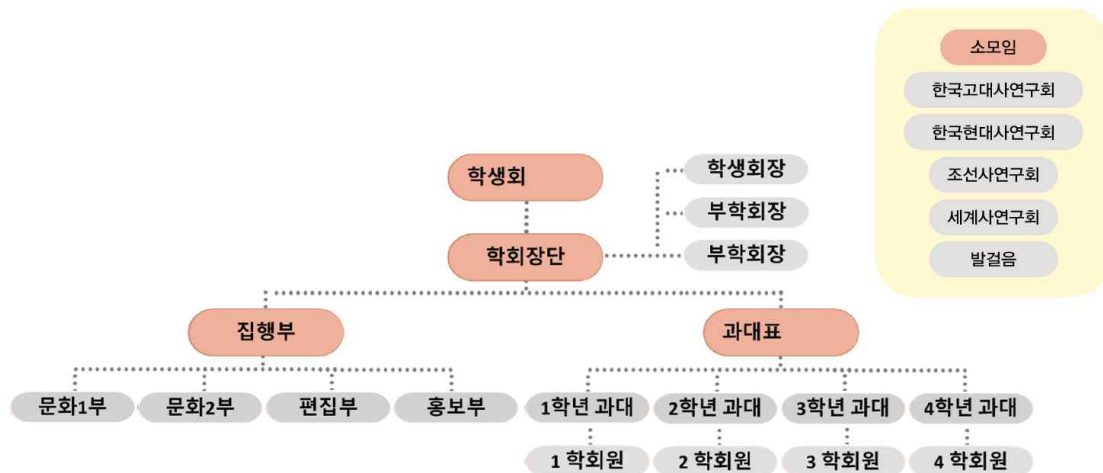 소모임
한국고대사연구회
한국현대사연구회
조선사연구회
세계사연구회
발걸음
학생회
학생회장
부학회장
학회장단
부학회장
집행부
과대표
문화1부
문화2부
편집부
홍보부
1학년 과대
2학년 과대
3학년 과대
4학년 과대
1 학회원
2 학회원
3 학회원
4 학회원